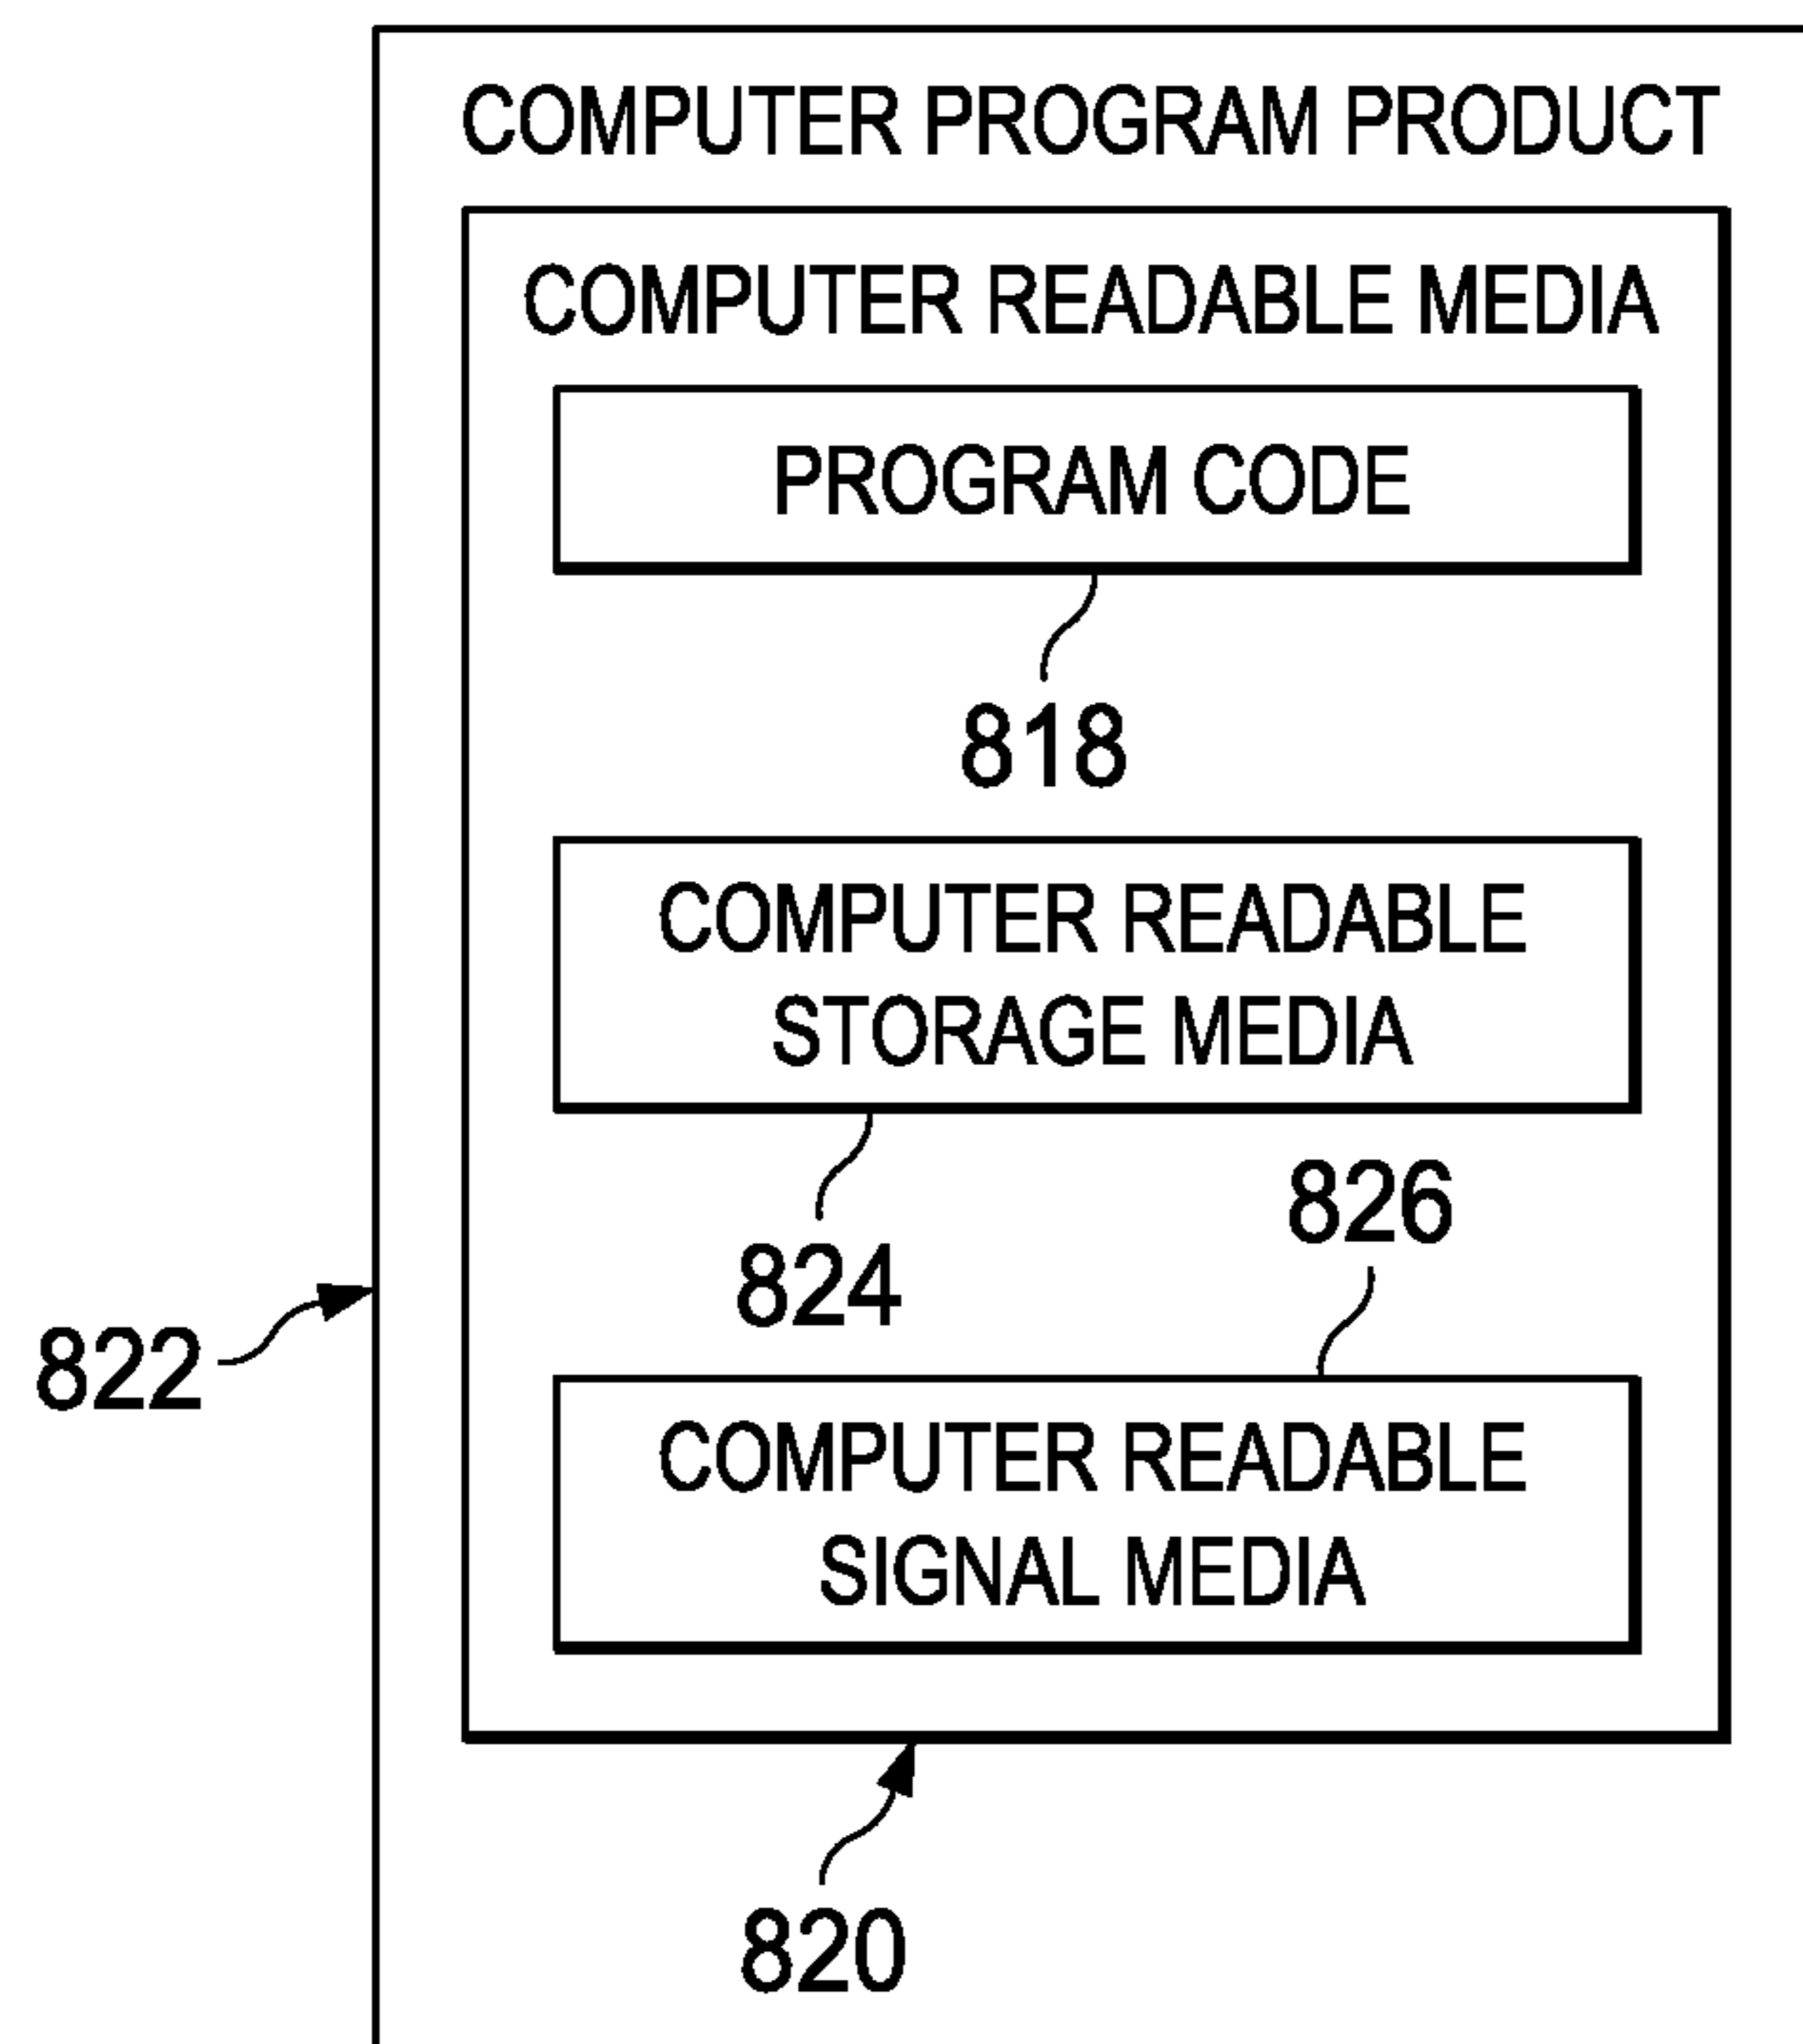 COMPUTER PROGRAM PRODUCT
COMPUTER READABLE MEDIA
PROGRAM CODE
818
COMPUTER READABLE
STORAGE MEDIA
826
824
822
COMPUTER READABLE
SIGNAL MEDIA
820